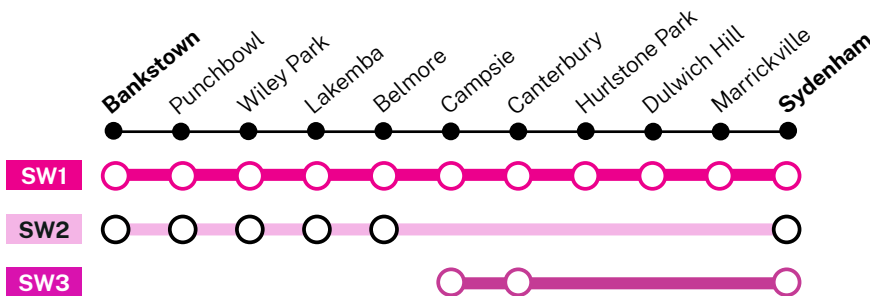 Bankstown
Punchbowl
Wiley Park
Lakemba
Belmore
Campsie
Canterbury
Hurlstone Park
Dulwich Hill
Marrickville
Sydenham
SW1
SW2
SW3